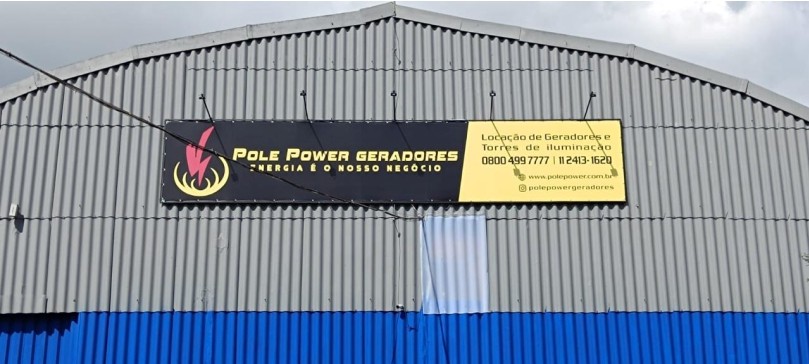 POLE POWER GERADORES
ENERGIA É O NOSSO NEGÓCIO
Locação de Geradores e
Torres de iluminação
0800 499 7777 | 11 2413-1620
www.polepower.com.br
polepowergeradores